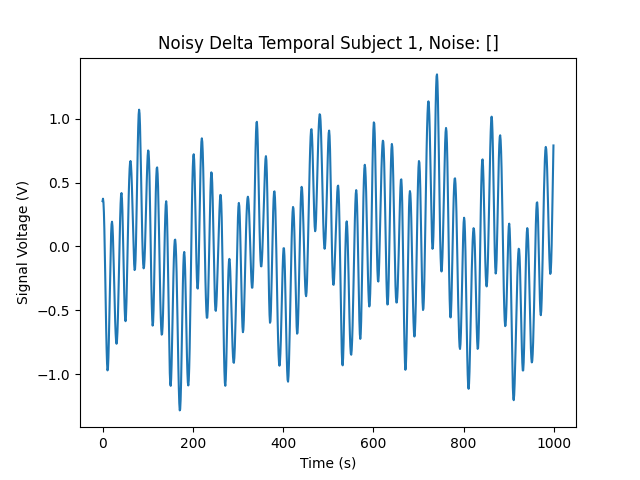 Noisy Delta Temporal Subject 1, Noise: []
Signal Voltage (V)
1.0
0.5
0.0
−0.5
−1.0
0 200 400 600 800 1000
Time (s)